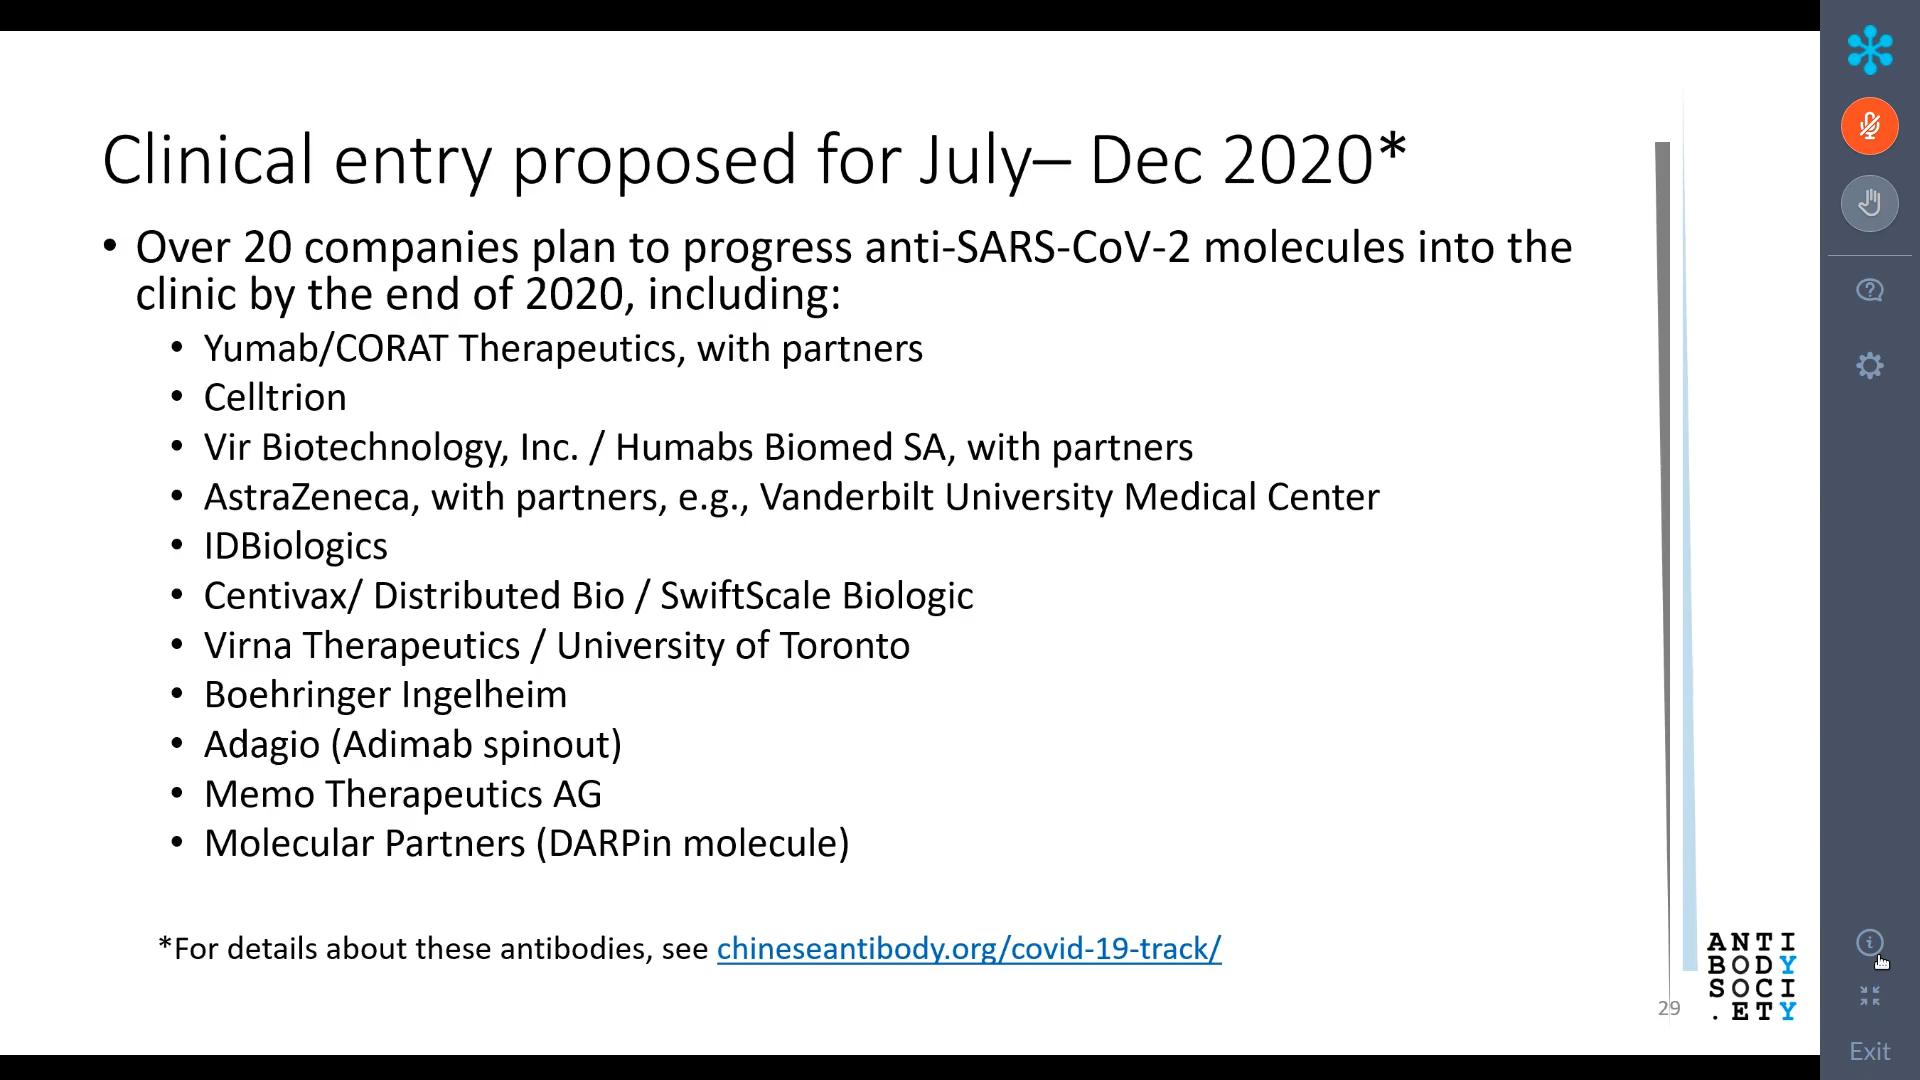 Clinical entry proposed for July– Dec 2020*
• Over 20 companies plan to progress anti-SARS-CoV-2 molecules into the
clinic by the end of 2020, including:
• Yumab/CORAT Therapeutics, with partners
• Celltrion
• Vir Biotechnology, Inc. / Humabs Biomed SA, with partners
• AstraZeneca, with partners, e.g., Vanderbilt University Medical Center
• IDBiologics
• Centivax/ Distributed Bio / SwiftScale Biologic
• Virna Therapeutics / University of Toronto
• Boehringer Ingelheim
• Adagio (Adimab spinout)
• Memo Therapeutics AG
• Molecular Partners (DARPin molecule)
*For details about these antibodies, see chineseantibody.org/covid-19-track/
29
ANTI
BODY
SOCI
.ETY
Exit